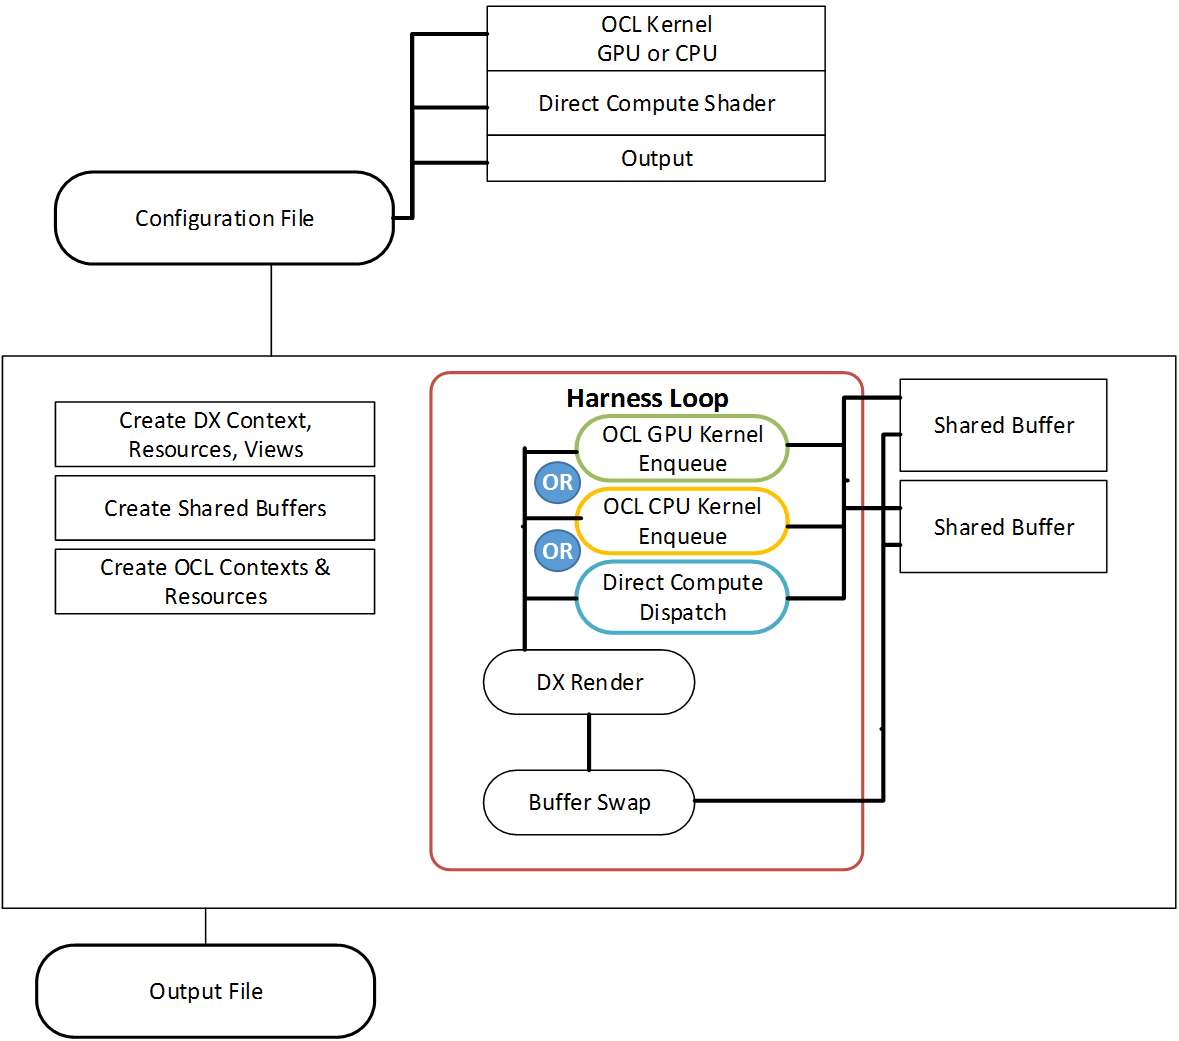 OCL Kernel
GPU or CPU
Direct Compute Shader
Output
Configuration File
Create DX Context,
Resources, Views
Create Shared Buffers
Create OCL Contexts &
Resources
Harness Loop
OCL GPU Kernel
Enqueue
OR
OCL CPU Kernel
Enqueue
OR
Direct Compute
Dispatch
DX Render
Buffer Swap
Shared Buffer
Shared Buffer
Output File